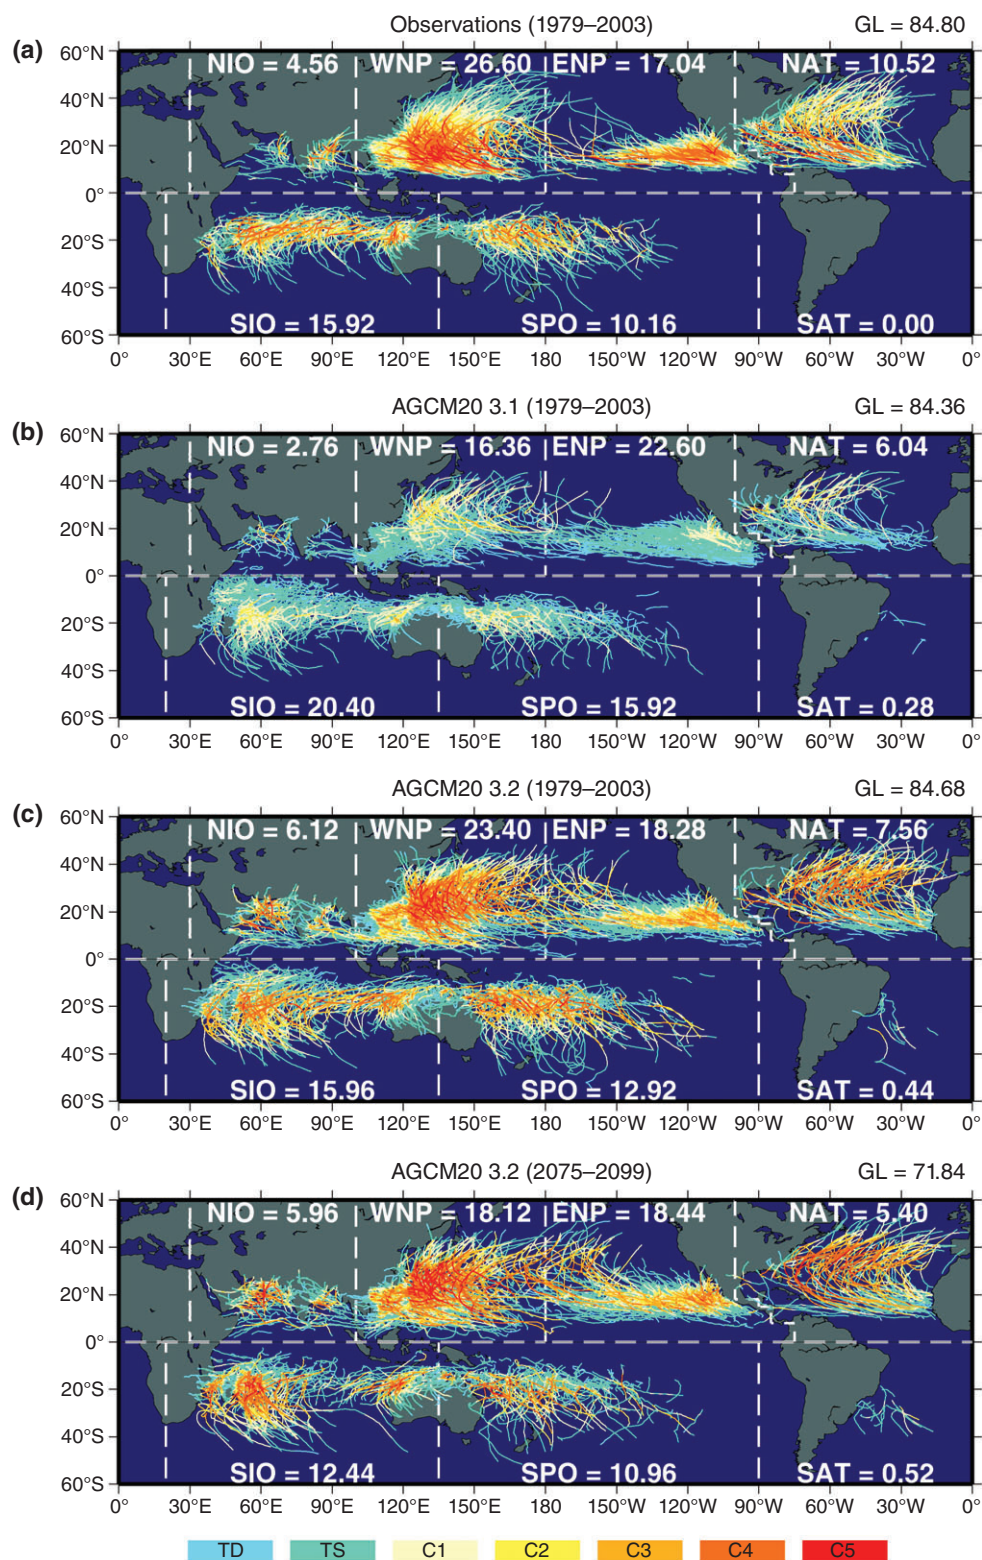 Observations (1979–2003) GL = 84.80
(a)
60°N
NIO = 4.56 WNP = 26.60 ENP = 17.04 NAT = 10.52
40°N
20°N
0°
20°S
40°S
SIO = 15.92 SPO = 10.16 SAT = 0.00
60°S
0° 30°E 60°E 90°E 120°E 150°E 180° 150°W 120°W 90°W 60°W 30°W 0°
AGCM20 3.1 (1979–2003) GL = 84.36
(b)
60°N
NIO = 2.76 WNP = 16.36 ENP = 22.60 NAT = 6.04
40°N
20°N
0°
20°S
40°S
SIO = 20.40 SPO = 15.92 SAT = 0.28
60°S
0° 30°E 60°E 90°E 120°E 150°E 180 150°W 120°W 90°W 60°W 30°W 0°
AGCM20 3.2 (1979–2003) GL = 84.68
(c)
60°N
NIO = 6.12 WNP = 23.40 ENP = 18.28 NAT = 7.56
40°N
20°N
0°
20°S
40°S
SIO = 15.96 SPO = 12.92 SAT = 0.44
60°S
0° 30°E 60°E 90°E 120°E 150°E 180° 150°W 120°W 90°W 60°W 30°W 0°
AGCM20 3.2 (2075–2099) GL = 71.84
(d)
60°N
NIO = 5.96 WNP = 18.12 ENP = 18.44 NAT = 5.40
40°N
20°N
0°
20°S
40°S
SIO = 12.44 SPO = 10.96 SAT = 0.52
60°S
0° 30°E 60°E 90°E 120°E 150°E 180° 150°W 120°W 90°W 60°W 30°W 0°
TD TS C1 C2 C3 C4 C5